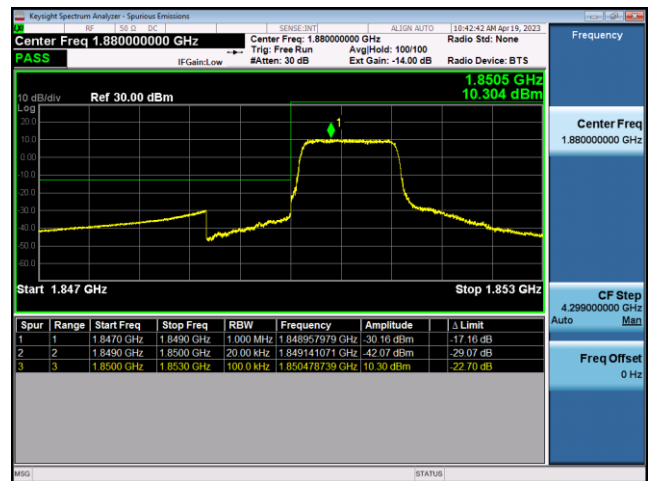 Keysight Spectrum Analyzer - Spurious Emissions
RF 50 Ω DC SENSE:INT ALIGN AUTO 10:42:42 AM Apr 19, 2023
Center Freq 1.880000000 GHz
Center Freq: 1.880000000 GHz Radio Std: None
Trig: Free Run Avg|Hold: 100/100
PASS IFGain:Low #Atten: 30 dB Ext Gain: -14.00 dB Radio Device: BTS
Frequency
1.8505 GHz
10.304 dBm
10 dB/div Ref 30.00 dBm
Log
20.0
10.0
0.00
-10.0
-20.0
-30.0
-40.0
-50.0
-60.0
1
Start 1.847 GHz Stop 1.853 GHz
Center Freq
1.880000000 GHz
CF Step
4.299000000 GHz
Auto Man
Freq Offset
0 Hz
Spur Range Start Freq Stop Freq RBW Frequency Amplitude Δ Limit
1 1 1.8470 GHz 1.8490 GHz 1.000 MHz 1.848957979 GHz -30.16 dBm -17.16 dB
2 2 1.8490 GHz 1.8500 GHz 20.00 kHz 1.849141071 GHz -42.07 dBm -29.07 dB
3 3 1.8500 GHz 1.8530 GHz 100.0 kHz 1.850478739 GHz 10.30 dBm -22.70 dB
MSG STATUS